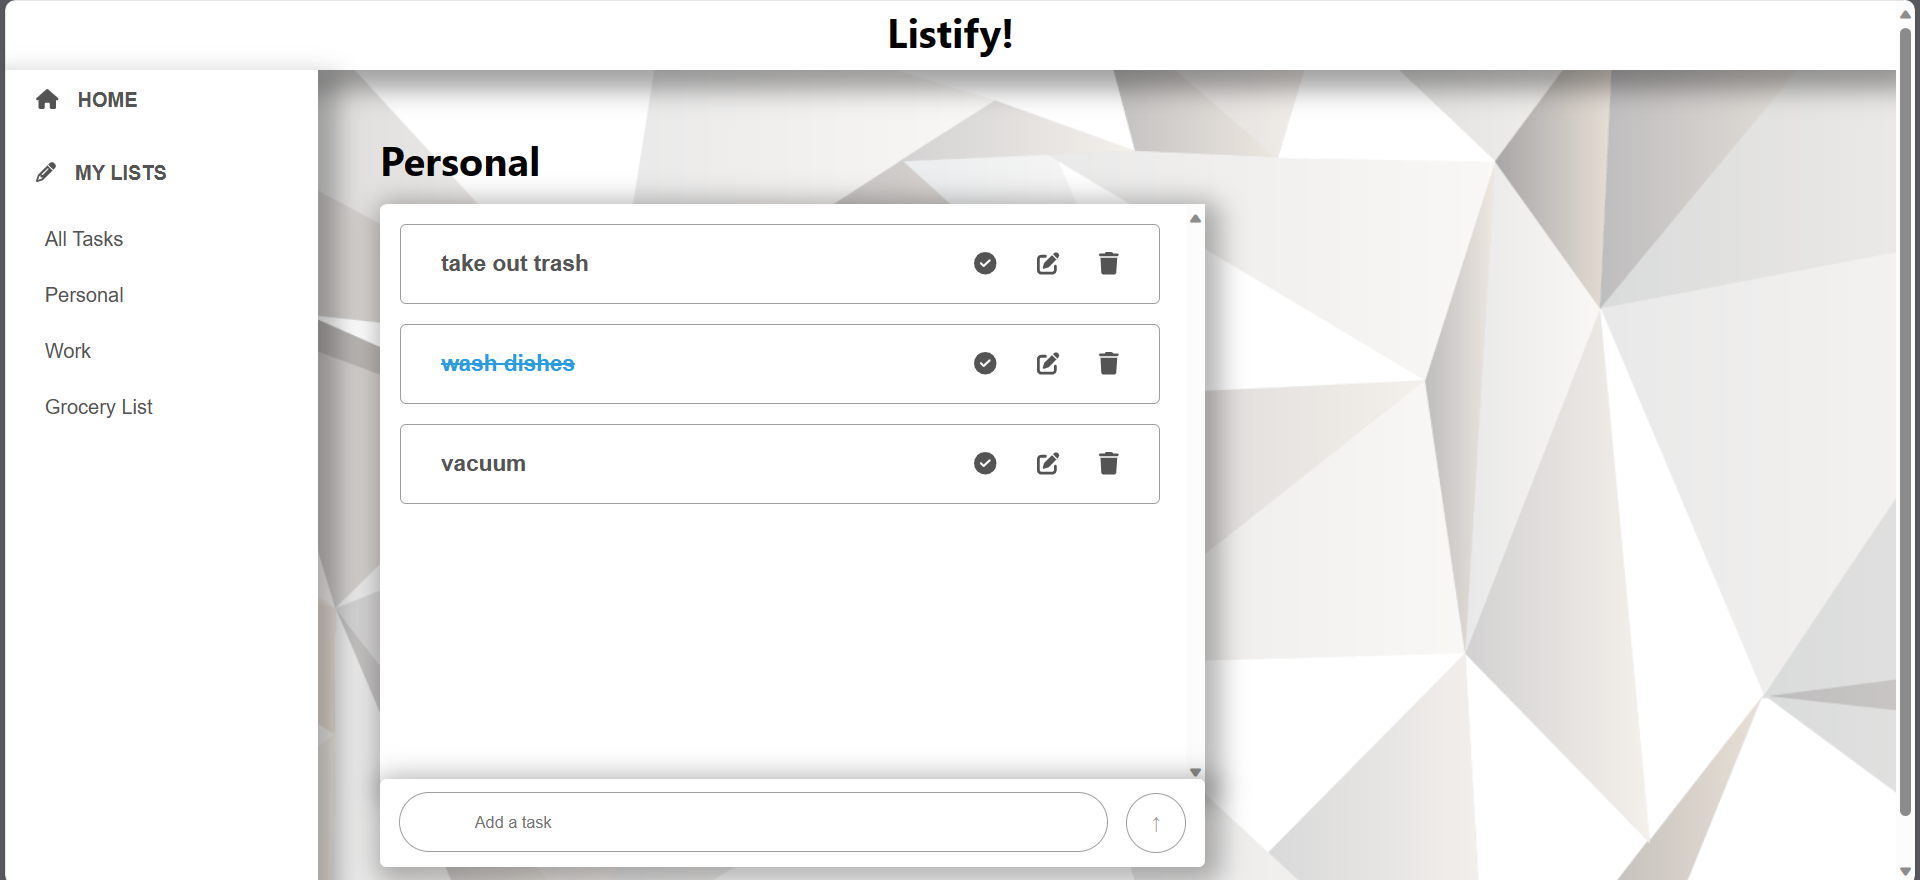 Listify!
HOME
MY LISTS
All Tasks
Personal
Work
Grocery List
Personal
take out trash
wash dishes
vacuum
Add a task
↑